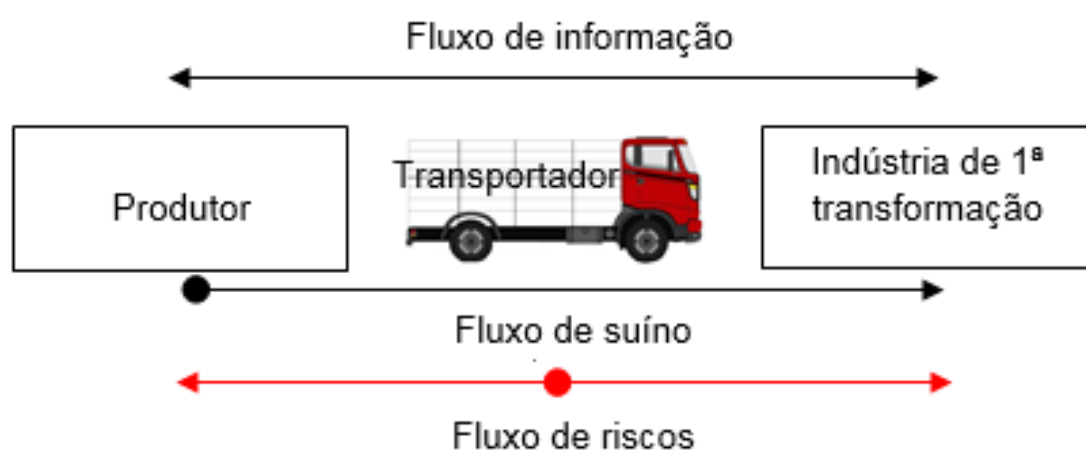 Fluxo de informação
Produtor
Transportador
Indústria de 1ª
transformação
Fluxo de suíno
Fluxo de riscos